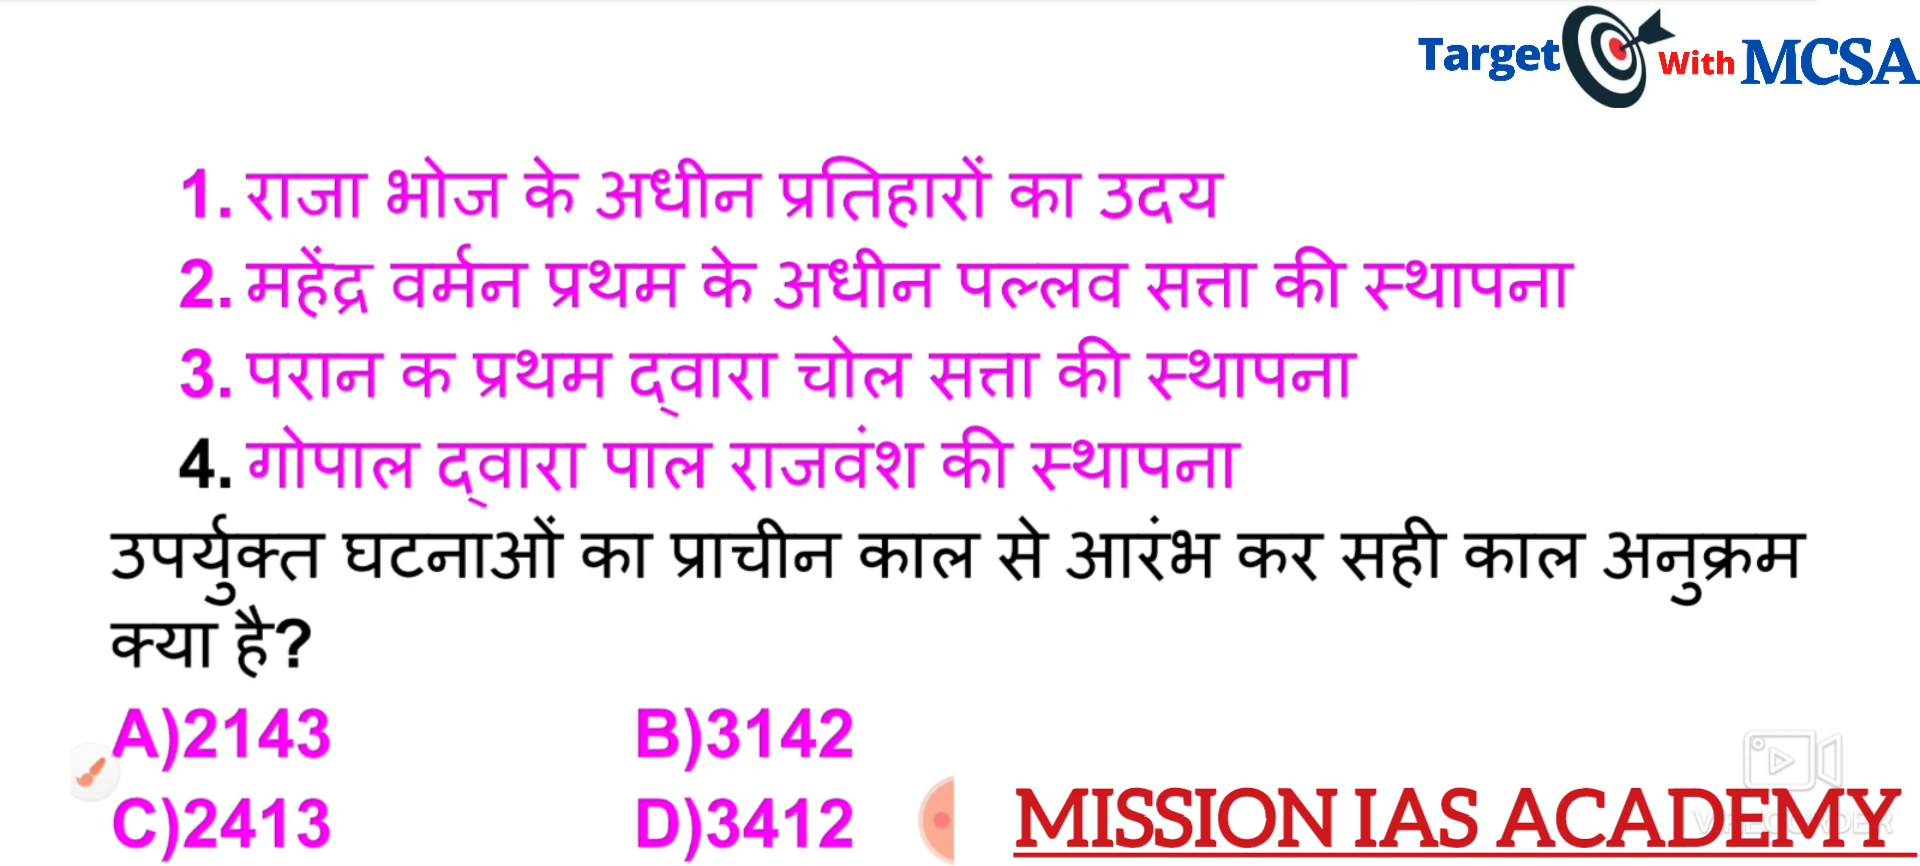 Target With MCSA
1. राजा भोज के अधीन प्रतिहारों का उदय
2. महेंद्र वर्मन प्रथम के अधीन पल्लव सत्ता की स्थापना
3. परान क प्रथम द्वारा चोल सत्ता की स्थापना
4. गोपाल द्वारा पाल राजवंश की स्थापना
उपर्युक्त घटनाओं का प्राचीन काल से आरंभ कर सही काल अनुक्रम
क्या है?
A)2143 B)3142
C)2413 D)3412
MISSION IAS ACADEMY